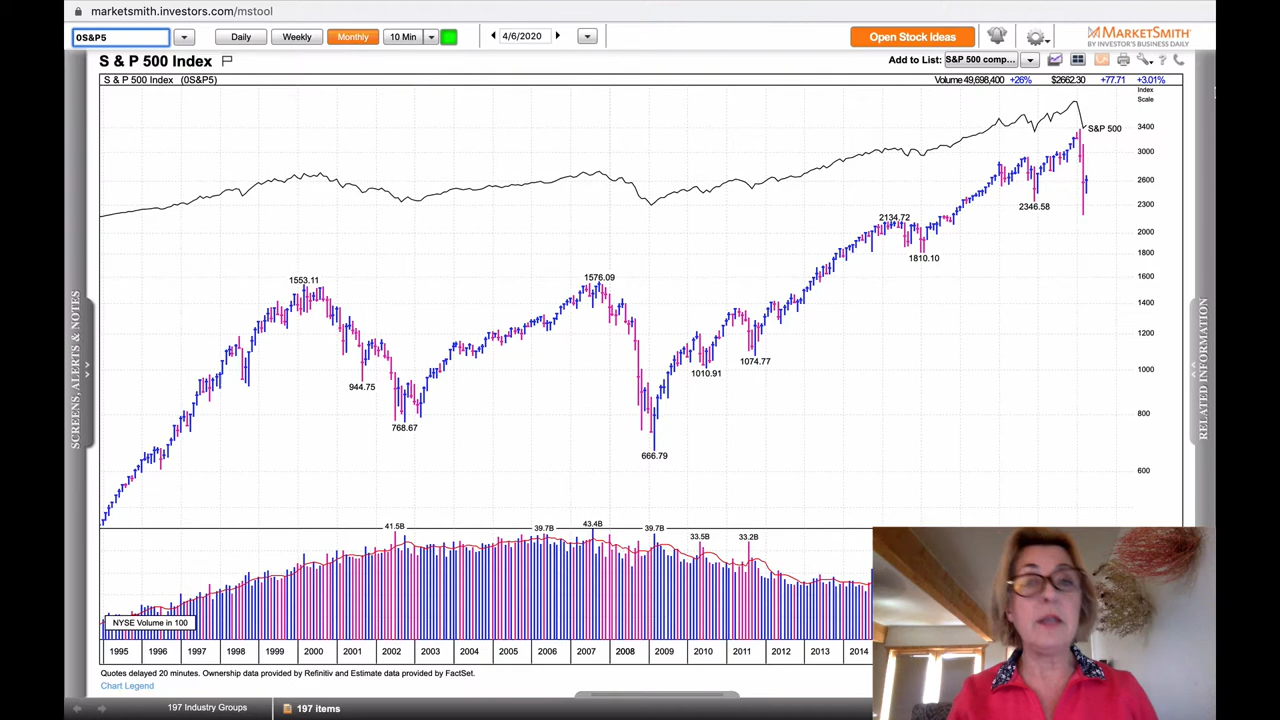 marketsmith.investors.com/mstool
0S&P5
Daily
Weekly
Monthly
10 Min
4/6/2020
Open Stock Ideas
MARKETSMITH
BY INVESTOR'S BUSINESS DAILY
S & P 500 Index
Add to List:
S&P 500 comp...
S & P 500 Index (0S&P5)
Volume 49,698,400 +26% $2662.30 +77.71 +3.01%
Index
Scale
S&P 500
3400
3000
2600
2346.58
2300
2134.72
2000
1810.10
1800
1553.11
1576.09
1600
1400
1200
1074.77
1010.91
1000
944.75
800
768.67
666.79
600
SCREENS, ALERTS & NOTES
RELATED INFORMATION
41.5B
39.7B
43.4B
39.7B
33.5B
33.2B
NYSE Volume in 100
1995 1996 1997 1998 1999 2000 2001 2002 2003 2004 2005 2006 2007 2008 2009 2010 2011 2012 2013 2014
Quotes delayed 20 minutes. Ownership data provided by Refinitiv and Estimate data provided by FactSet.
Chart Legend
197 Industry Groups
197 items